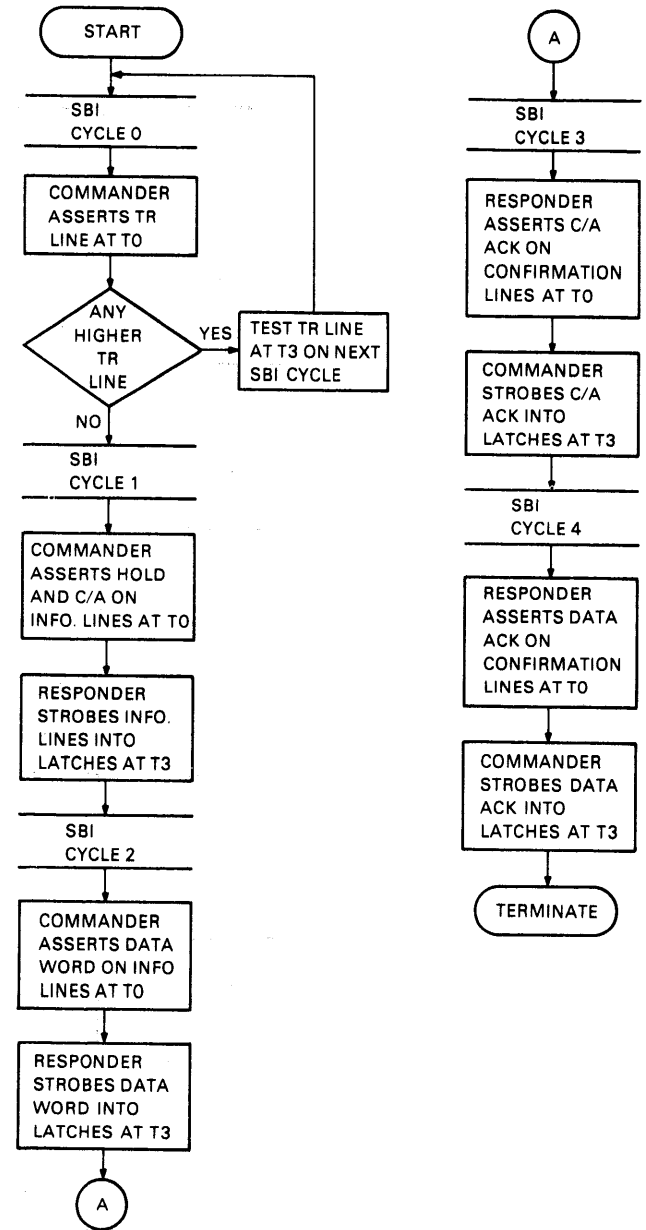 START
SBI
CYCLE 0
COMMANDER
ASSERTS TR
LINE AT T0
ANY
HIGHER
TR
LINE
YES
TEST TR LINE
AT T3 ON NEXT
SBI CYCLE
NO
SBI
CYCLE 1
COMMANDER
ASSERTS HOLD
AND C/A ON
INFO. LINES AT T0
RESPONDER
STROBES INFO.
LINES INTO
LATCHES AT T3
SBI
CYCLE 2
COMMANDER
ASSERTS DATA
WORD ON INFO
LINES AT T0
RESPONDER
STROBES DATA
WORD INTO
LATCHES AT T3
A
A
SBI
CYCLE 3
RESPONDER
ASSERTS C/A
ACK ON
CONFIRMATION
LINES AT T0
COMMANDER
STROBES C/A
ACK INTO
LATCHES AT T3
SBI
CYCLE 4
RESPONDER
ASSERTS DATA
ACK ON
CONFIRMATION
LINES AT T0
COMMANDER
STROBES DATA
ACK INTO
LATCHES AT T3
TERMINATE